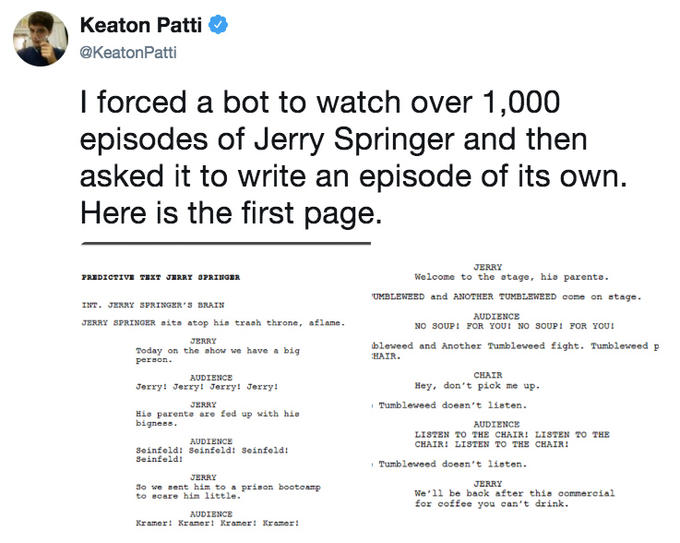 Keaton Patti
@KeatonPatti
I forced a bot to watch over 1,000
episodes of Jerry Springer and then
asked it to write an episode of its own.
Here is the first page.
PREDICTIVE TEXT JERRY SPRINGER
INT. JERRY SPRINGER'S BRAIN
JERRY SPRINGER sits atop his trash throne, aflame.
JERRY
Today on the show we have a big
person.
AUDIENCE
Jerry! Jerry! Jerry! Jerry!
JERRY
His parents are fed up with his
bigness.
AUDIENCE
Seinfeld! Seinfeld! Seinfeld!
Seinfeld!
JERRY
So we sent him to a prison bootcamp
to scare him little.
AUDIENCE
Kramer! Kramer! Kramer! Kramer!
JERRY
Welcome to the stage, his parents.
UMBLEWEED and ANOTHER TUMBLEWEED come on stage.
AUDIENCE
NO SOUP! FOR YOU! NO SOUP! FOR YOU!
bleweed and Another Tumbleweed fight. Tumbleweed p
HAIR.
CHAIR
Hey, don't pick me up.
Tumbleweed doesn't listen.
AUDIENCE
LISTEN TO THE CHAIR! LISTEN TO THE
CHAIR! LISTEN TO THE CHAIR!
Tumbleweed doesn't listen.
JERRY
We'll be back after this commercial
for coffee you can't drink.